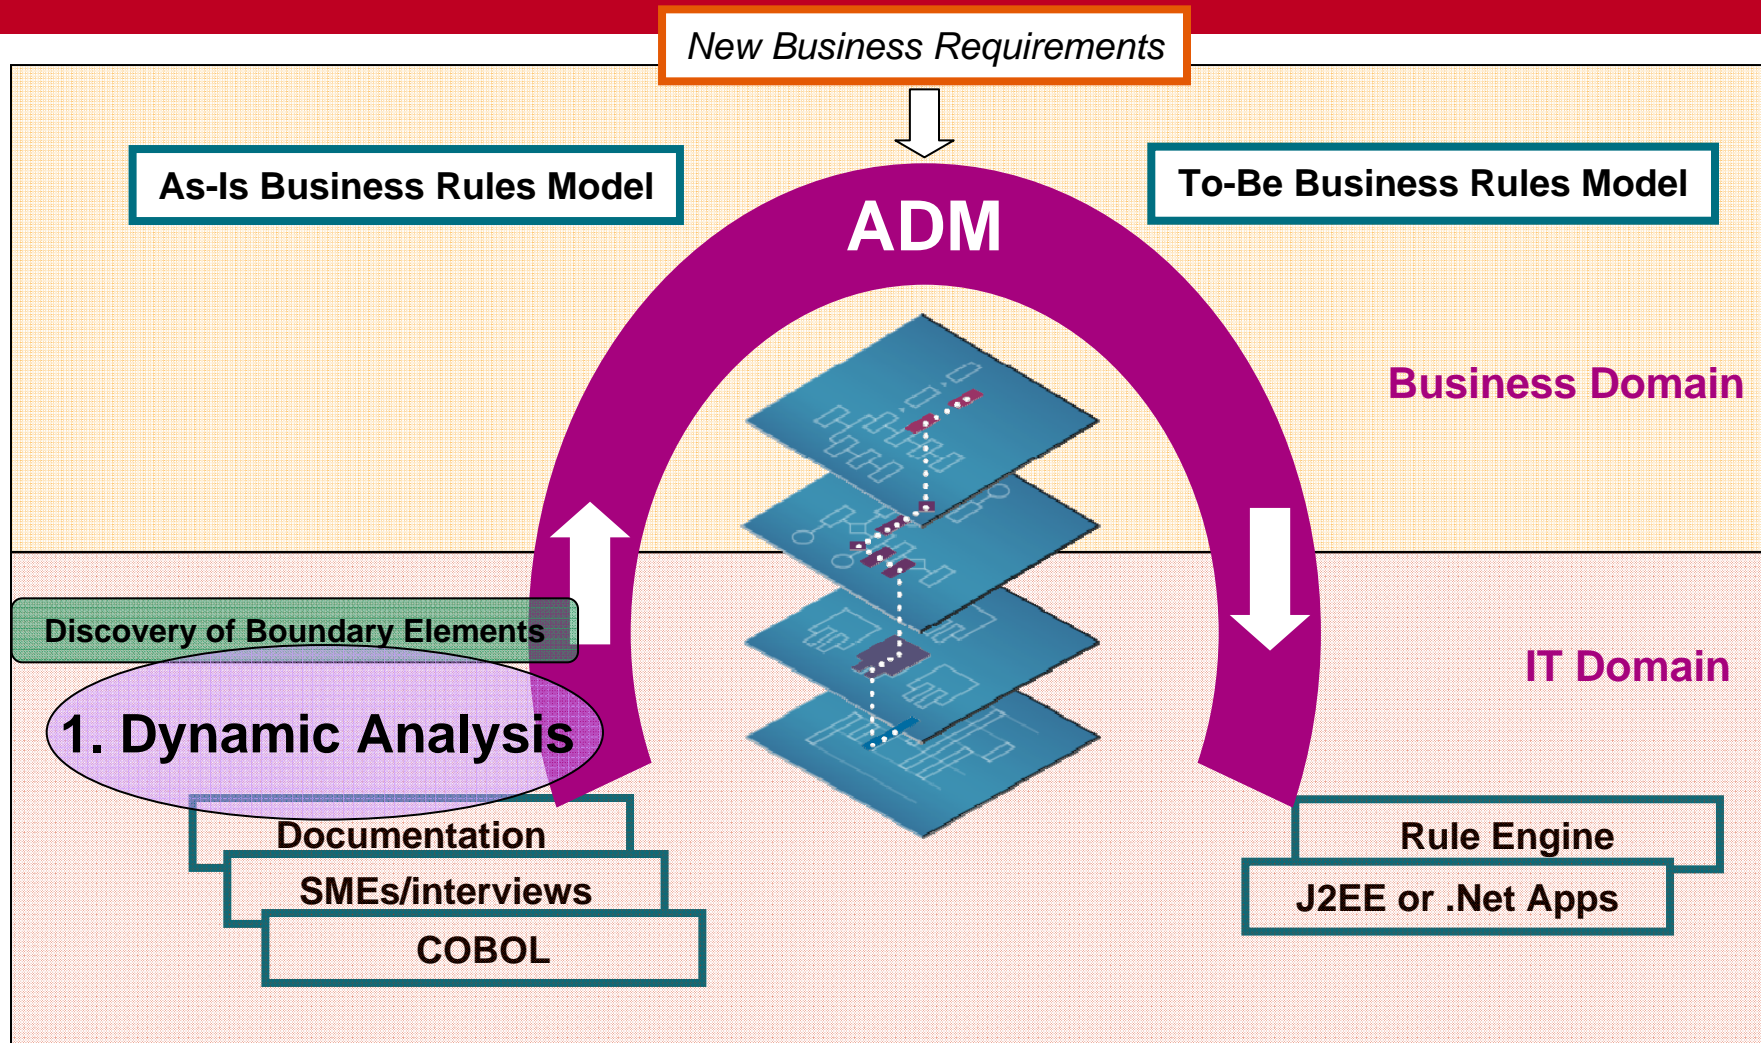 New Business Requirements
As-Is Business Rules Model
To-Be Business Rules Model
ADM
Business Domain
Discovery of Boundary Elements
IT Domain
1. Dynamic Analysis
Documentation
Rule Engine
SMEs/interviews
J2EE or .Net Apps
COBOL